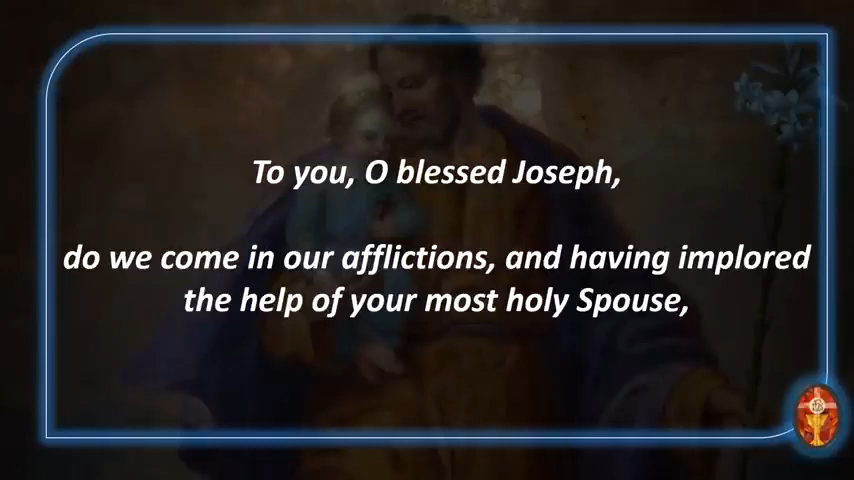 To you, O blessed Joseph,
do we come in our afflictions, and having implored
the help of your most holy Spouse,